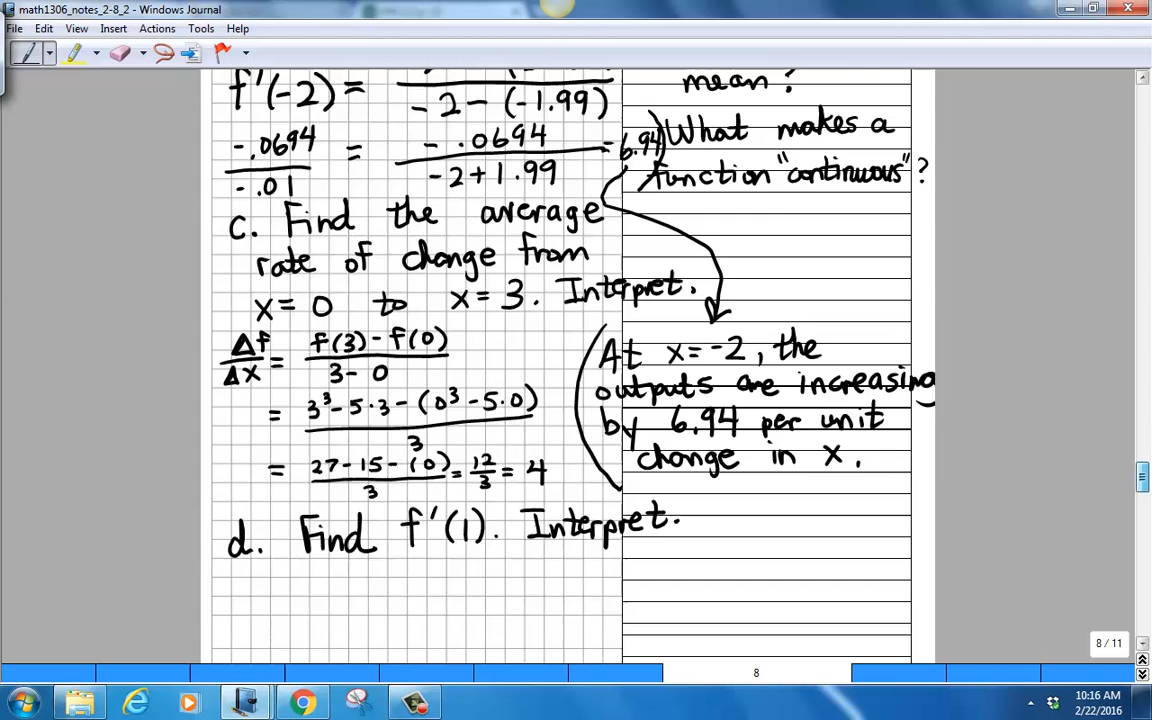 math1306_notes_2-8_2 - Windows Journal
File Edit View Insert Actions Tools Help
f'(-2) =
-2 - (-1.99)
-.0694 / -.01 = -.0694 / -2+1.99 = 6.94
c. Find the average
rate of change from
x = 0 to x = 3. Interpret.
Δf / Δx = f(3) - f(0) / 3 - 0
= 3³ - 5·3 - (0³ - 5·0) / 3
= 27 - 15 - (0) / 3 = 12/3 = 4
d. Find f'(1). Interpret.
mean?
What makes a
function "continuous"?
At x = -2, the
outputs are increasing
by 6.94 per unit
change in x.
8 / 11
8
10:16 AM
2/22/2016